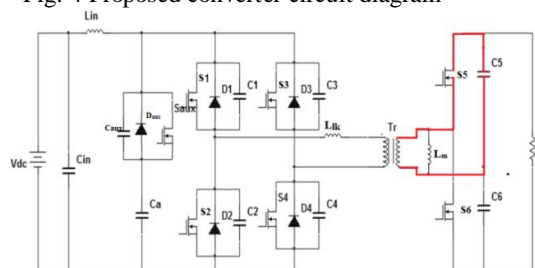 Fig. 4 Proposed converter circuit diagram
Lin
S1 D1 C1 S3 D3 C3
S5 C5
Caux Daux Saux
Llk Tr Lm
Vdc Cin
Ca S2 D2 C2 S4 D4 C4
S6 C6